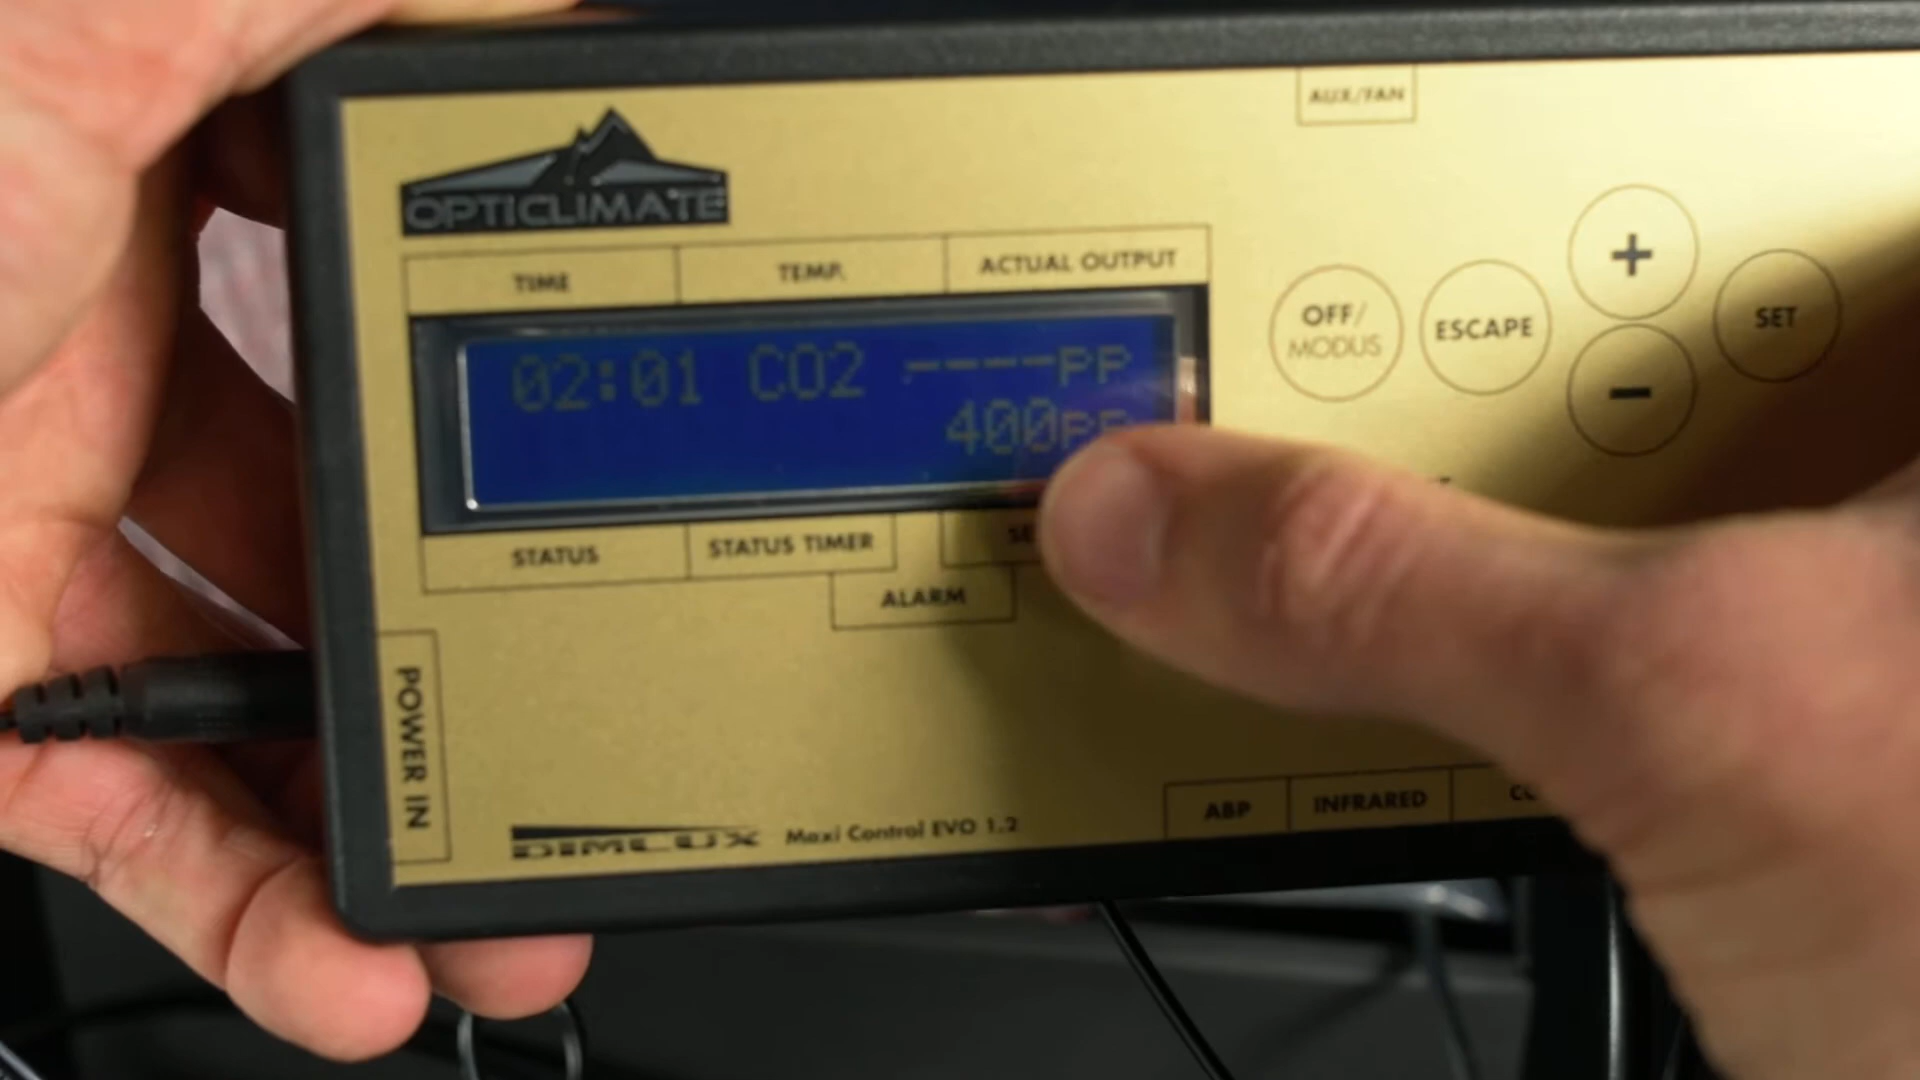 AUX/FAN
OPTICLIMATE
TIME TEMP. ACTUAL OUTPUT
02:01 CO2 ----PP
400PP
OFF/
MODUS
ESCAPE
+
-
SET
STATUS STATUS TIMER
ALARM
POWER IN
DIMLUX Maxi Control EVO 1.2
ABP INFRARED